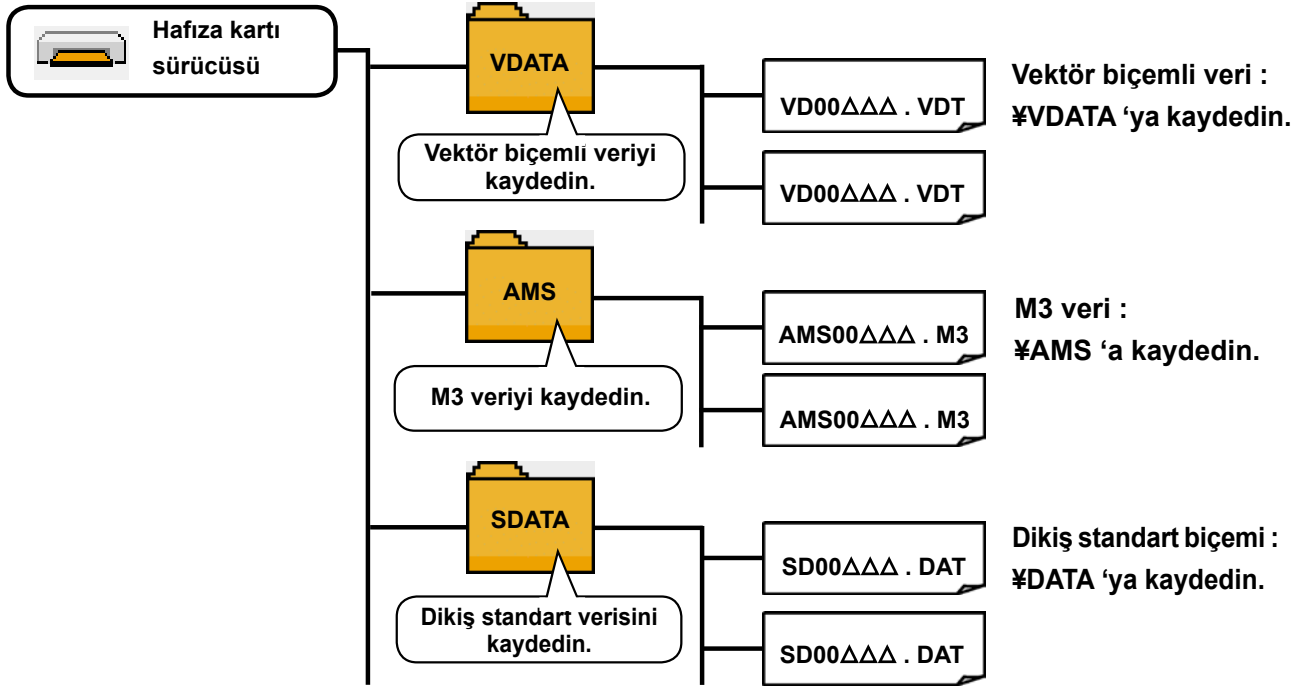 Hafıza kartı
sürücüsü
VDATA
Vektör biçemli veriyi
kaydedin.
VD00△△△ . VDT
VD00△△△ . VDT
Vektör biçemli veri :
¥VDATA ‘ya kaydedin.
AMS
M3 veriyi kaydedin.
AMS00△△△ . M3
AMS00△△△ . M3
M3 veri :
¥AMS ‘a kaydedin.
SDATA
Dikiş standart verisini
kaydedin.
SD00△△△ . DAT
SD00△△△ . DAT
Dikiş standart biçemi :
¥DATA ‘ya kaydedin.